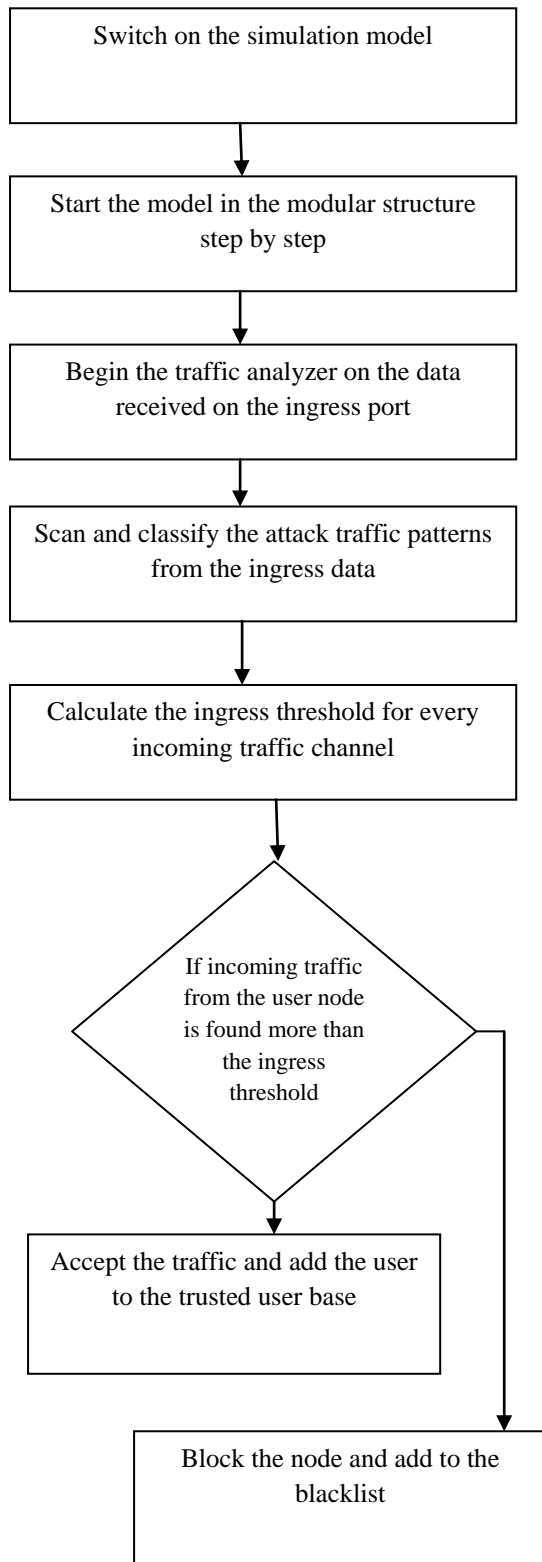 Switch on the simulation model
Start the model in the modular structure
step by step
Begin the traffic analyzer on the data
received on the ingress port
Scan and classify the attack traffic patterns
from the ingress data
Calculate the ingress threshold for every
incoming traffic channel
If incoming traffic
from the user node
is found more than
the ingress
threshold
Accept the traffic and add the user
to the trusted user base
Block the node and add to the
blacklist